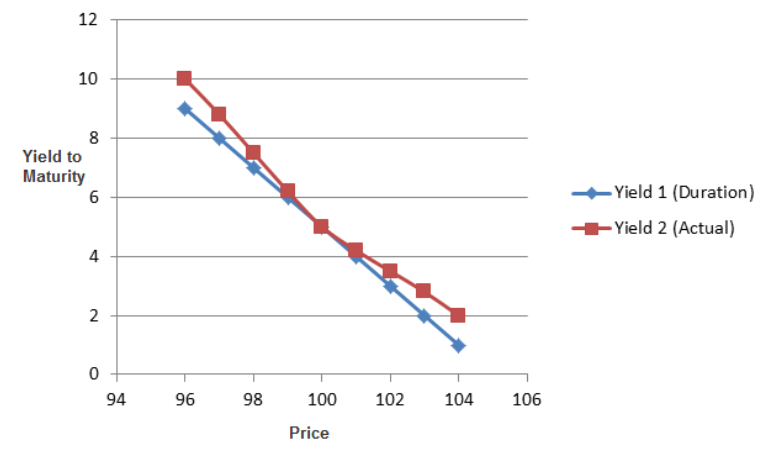 12
10
8
6
4
2
0
Yield to
Maturity
94 96 98 100 102 104 106
Price
Yield 1 (Duration)
Yield 2 (Actual)